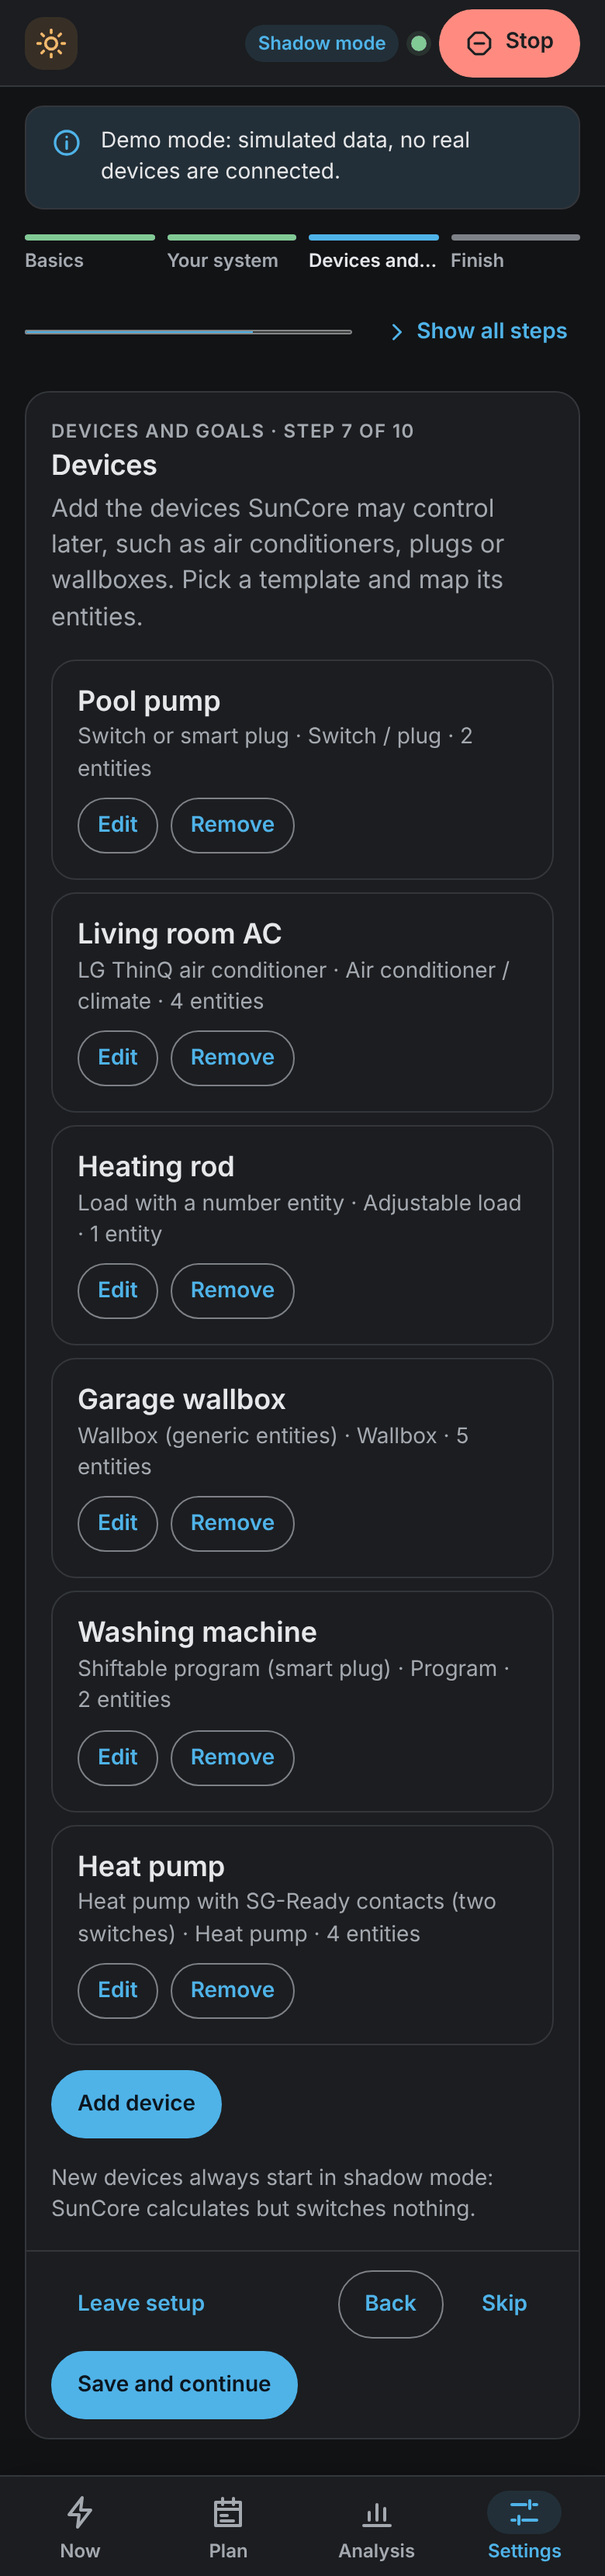 Shadow mode
Stop
Demo mode: simulated data, no real
devices are connected.
Basics
Your system
Devices and...
Finish
Show all steps
DEVICES AND GOALS · STEP 7 OF 10
Devices
Add the devices SunCore may control
later, such as air conditioners, plugs or
wallboxes. Pick a template and map its
entities.
Pool pump
Switch or smart plug · Switch / plug · 2
entities
Edit
Remove
Living room AC
LG ThinQ air conditioner · Air conditioner /
climate · 4 entities
Edit
Remove
Heating rod
Load with a number entity · Adjustable load
· 1 entity
Edit
Remove
Garage wallbox
Wallbox (generic entities) · Wallbox · 5
entities
Edit
Remove
Washing machine
Shiftable program (smart plug) · Program ·
2 entities
Edit
Remove
Heat pump
Heat pump with SG-Ready contacts (two
switches) · Heat pump · 4 entities
Edit
Remove
Add device
New devices always start in shadow mode:
SunCore calculates but switches nothing.
Leave setup
Back
Skip
Save and continue
Now
Plan
Analysis
Settings